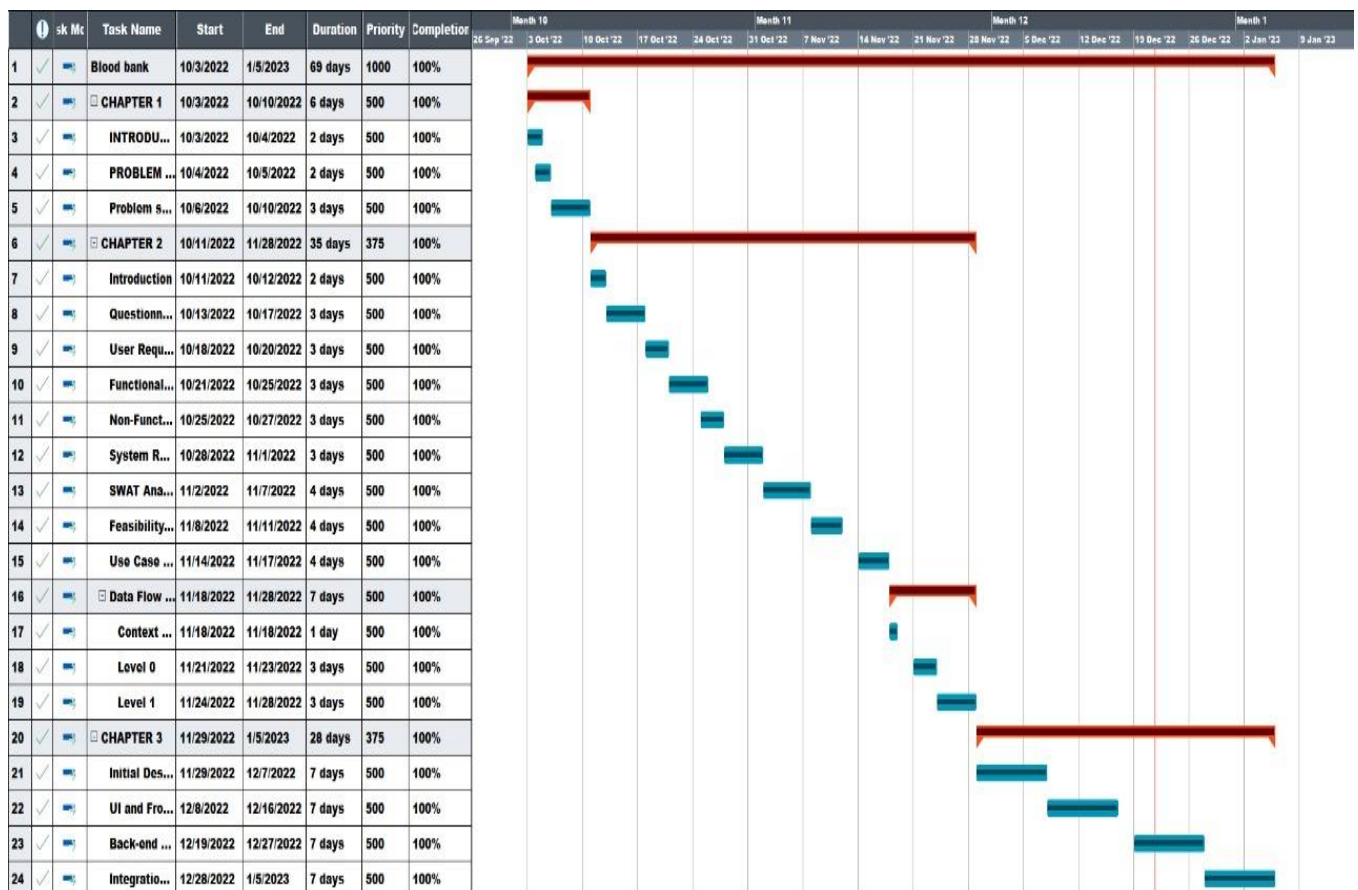 Month 10 Month 11 Month 12 Month 1
sk Mc Task Name Start End Duration Priority Completion 26 Sep '22 3 Oct '22 10 Oct '22 17 Oct '22 24 Oct '22 31 Oct '22 7 Nov '22 14 Nov '22 21 Nov '22 28 Nov '22 5 Dec '22 12 Dec '22 19 Dec '22 26 Dec '22 2 Jan '23 9 Jan '23
1 Blood bank 10/3/2022 1/5/2023 69 days 1000 100%
2 CHAPTER 1 10/3/2022 10/10/2022 6 days 500 100%
3 INTRODU... 10/3/2022 10/4/2022 2 days 500 100%
4 PROBLEM ... 10/4/2022 10/5/2022 2 days 500 100%
5 Problem s... 10/6/2022 10/10/2022 3 days 500 100%
6 CHAPTER 2 10/11/2022 11/28/2022 35 days 375 100%
7 Introduction 10/11/2022 10/12/2022 2 days 500 100%
8 Questionn... 10/13/2022 10/17/2022 3 days 500 100%
9 User Requ... 10/18/2022 10/20/2022 3 days 500 100%
10 Functional... 10/21/2022 10/25/2022 3 days 500 100%
11 Non-Funct... 10/25/2022 10/27/2022 3 days 500 100%
12 System R... 10/28/2022 11/1/2022 3 days 500 100%
13 SWAT Ana... 11/2/2022 11/7/2022 4 days 500 100%
14 Feasibility... 11/8/2022 11/11/2022 4 days 500 100%
15 Use Case ... 11/14/2022 11/17/2022 4 days 500 100%
16 Data Flow ... 11/18/2022 11/28/2022 7 days 500 100%
17 Context ... 11/18/2022 11/18/2022 1 day 500 100%
18 Level 0 11/21/2022 11/23/2022 3 days 500 100%
19 Level 1 11/24/2022 11/28/2022 3 days 500 100%
20 CHAPTER 3 11/29/2022 1/5/2023 28 days 375 100%
21 Initial Des... 11/29/2022 12/7/2022 7 days 500 100%
22 UI and Fro... 12/8/2022 12/16/2022 7 days 500 100%
23 Back-end ... 12/19/2022 12/27/2022 7 days 500 100%
24 Integratio... 12/28/2022 1/5/2023 7 days 500 100%